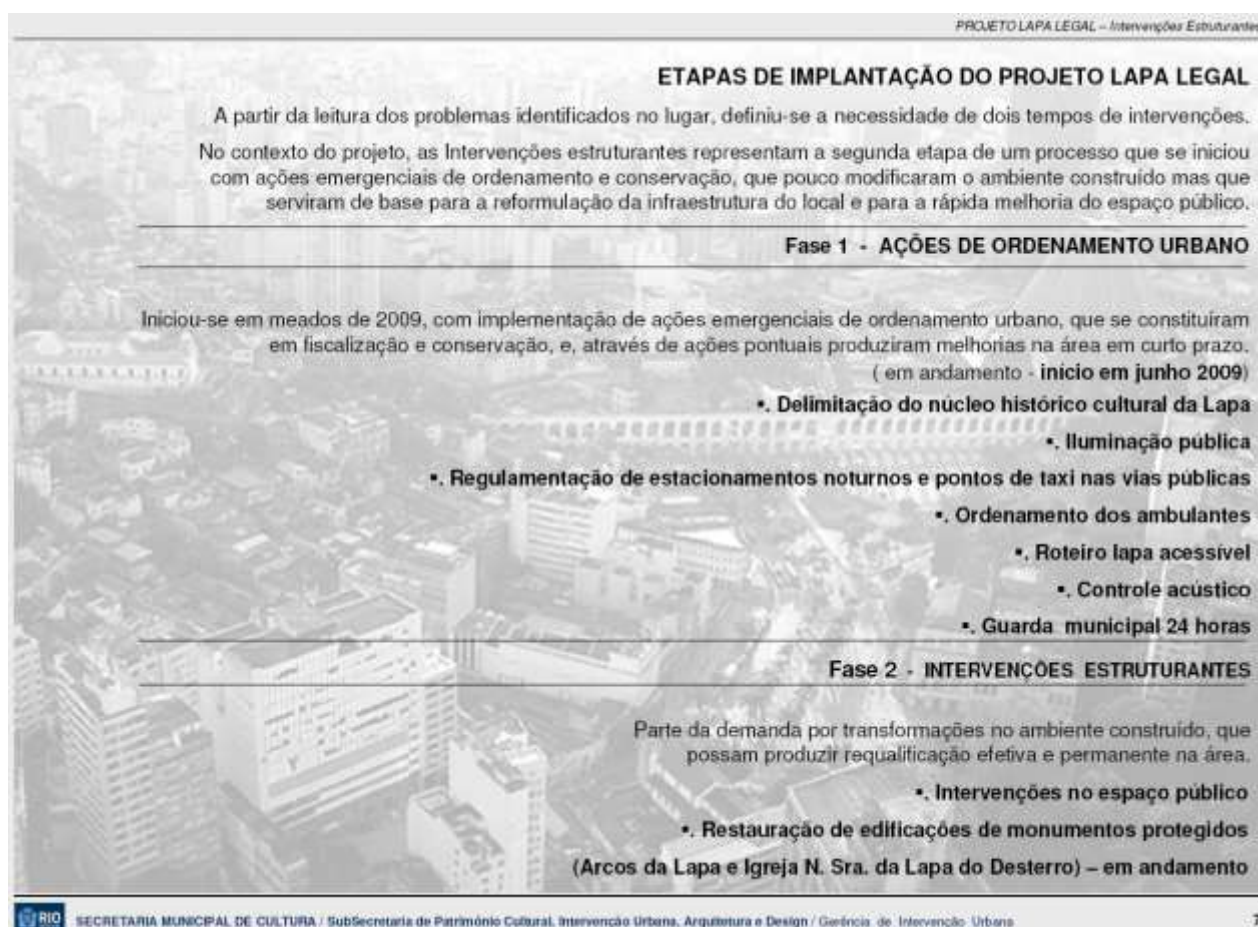 PROJETO LAPA LEGAL – Intervenções Estruturantes
ETAPAS DE IMPLANTAÇÃO DO PROJETO LAPA LEGAL
A partir da leitura dos problemas identificados no lugar, definiu-se a necessidade de dois tempos de intervenções.
No contexto do projeto, as Intervenções estruturantes representam a segunda etapa de um processo que se iniciou
com ações emergenciais de ordenamento e conservação, que pouco modificaram o ambiente construído mas que
serviram de base para a reformulação da infraestrutura do local e para a rápida melhoria do espaço público.
Fase 1 - AÇÕES DE ORDENAMENTO URBANO
Iniciou-se em meados de 2009, com implementação de ações emergenciais de ordenamento urbano, que se constituíram
em fiscalização e conservação, e, através de ações pontuais produziram melhorias na área em curto prazo.
( em andamento - início em junho 2009)
▪. Delimitação do núcleo histórico cultural da Lapa
▪. Iluminação pública
▪. Regulamentação de estacionamentos noturnos e pontos de taxi nas vias públicas
▪. Ordenamento dos ambulantes
▪. Roteiro lapa acessível
▪. Controle acústico
▪. Guarda municipal 24 horas
Fase 2 - INTERVENÇÕES ESTRUTURANTES
Parte da demanda por transformações no ambiente construído, que
possam produzir requalificação efetiva e permanente na área.
▪. Intervenções no espaço público
▪. Restauração de edificações de monumentos protegidos
(Arcos da Lapa e Igreja N. Sra. da Lapa do Desterro) – em andamento
RIO SECRETARIA MUNICIPAL DE CULTURA / SubSecretaria de Patrimônio Cultural, Intervenção Urbana, Arquitetura e Design / Gerência de Intervenção Urbana